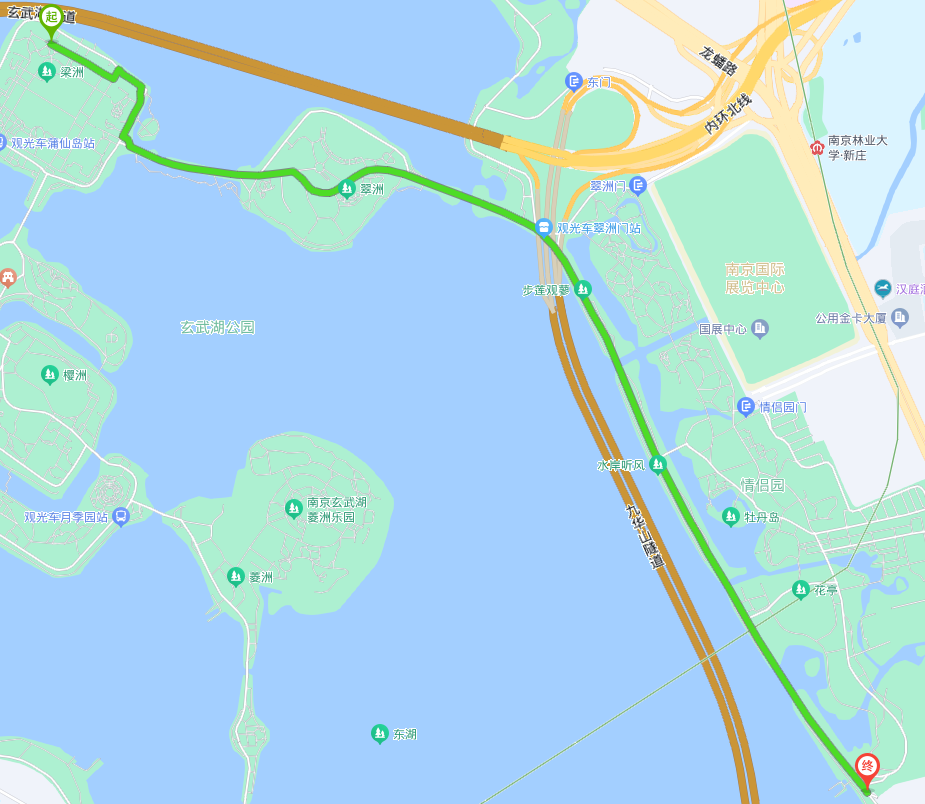 玄武湖隧道
起
梁洲
东门
龙蟠路
内环北线
观光车蒲仙岛站
南京林业大
学·新庄
翠洲
翠洲门
观光车翠洲门站
南京国际
展览中心
步莲观蓼
汉庭酒
公用金卡大厦
玄武湖公园
国展中心
樱洲
情侣园门
水岸听风
情侣园
南京玄武湖
菱洲乐园
观光车月季园站
牡丹岛
九华山隧道
菱洲
花亭
东湖
终